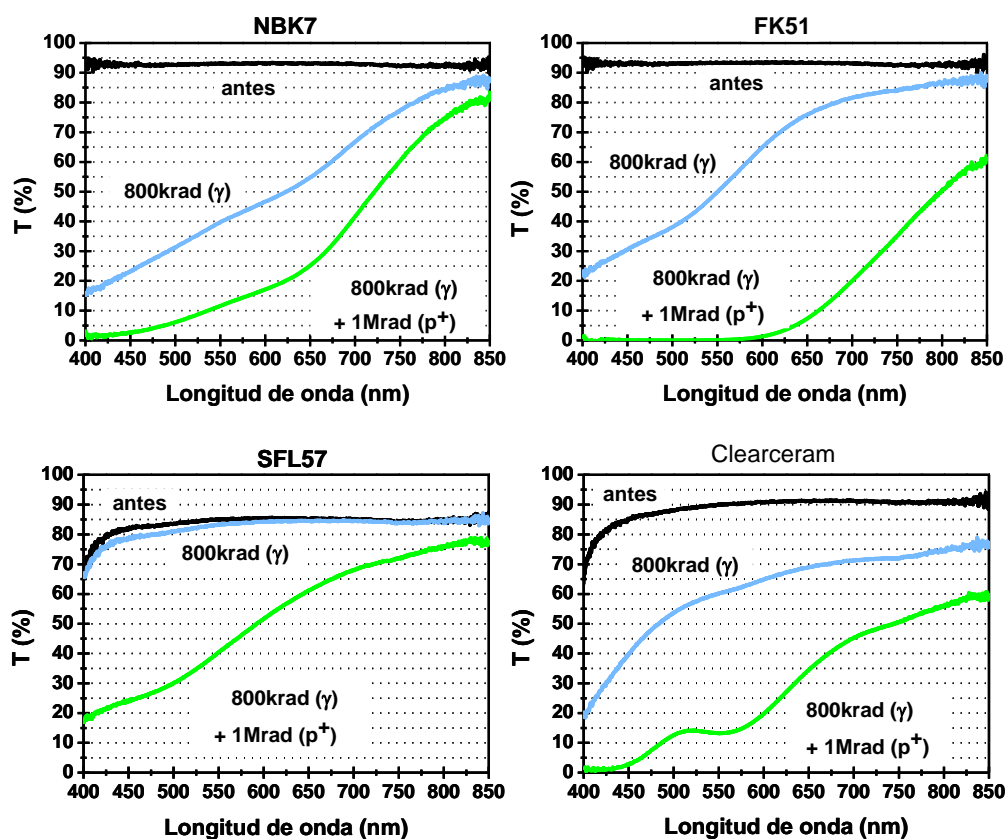 NBK7
100
90
80
70
60
50
40
30
20
10
0
T (%)
antes
800krad (γ)
800krad (γ)
+ 1Mrad (p+)
400 450 500 550 600 650 700 750 800 850
Longitud de onda (nm)
FK51
100
90
80
70
60
50
40
30
20
10
0
T (%)
antes
800krad (γ)
800krad (γ)
+ 1Mrad (p+)
400 450 500 550 600 650 700 750 800 850
Longitud de onda (nm)
SFL57
100
90
80
70
60
50
40
30
20
10
0
T (%)
antes
800krad (γ)
800krad (γ)
+ 1Mrad (p+)
400 450 500 550 600 650 700 750 800 850
Longitud de onda (nm)
Clearceram
100
90
80
70
60
50
40
30
20
10
0
T (%)
antes
800krad (γ)
800krad (γ)
+ 1Mrad (p+)
400 450 500 550 600 650 700 750 800 850
Longitud de onda (nm)